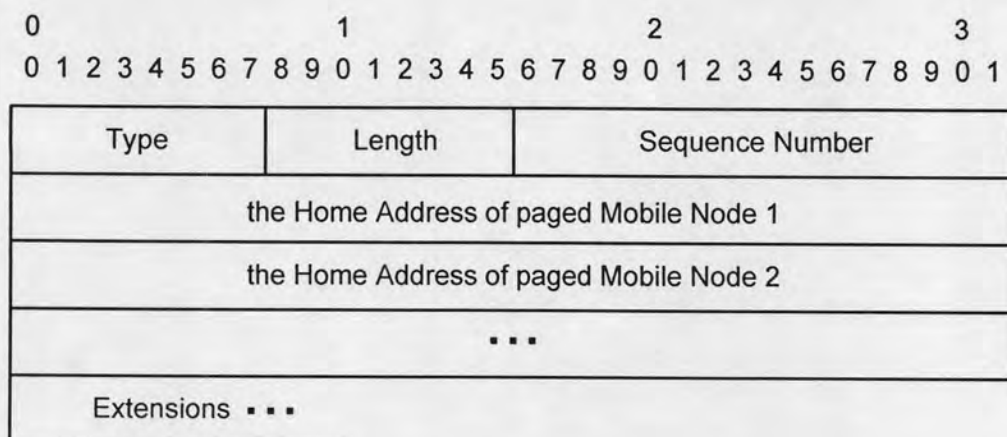 0 1 2 3
0 1 2 3 4 5 6 7 8 9 0 1 2 3 4 5 6 7 8 9 0 1 2 3 4 5 6 7 8 9 0 1
Type Length Sequence Number
the Home Address of paged Mobile Node 1
the Home Address of paged Mobile Node 2
...
Extensions ...